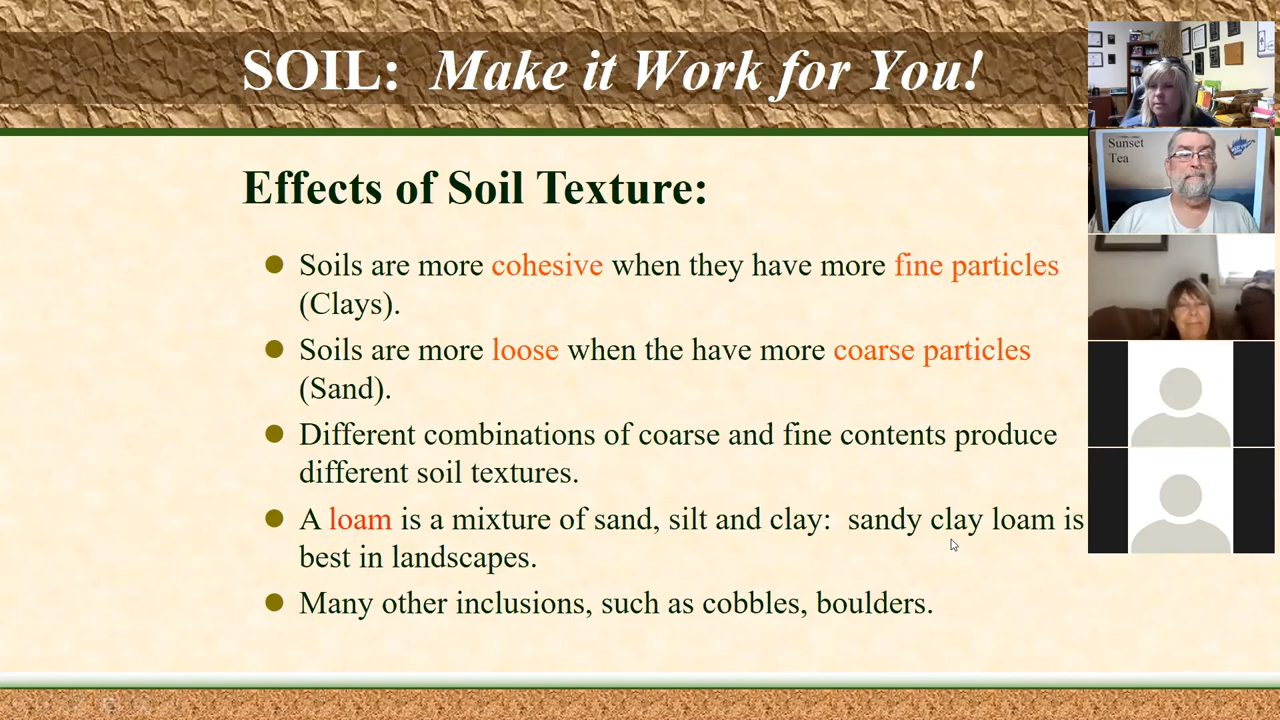 SOIL: Make it Work for You!
Effects of Soil Texture:
Soils are more cohesive when they have more fine particles
(Clays).
Soils are more loose when the have more coarse particles
(Sand).
Different combinations of coarse and fine contents produce
different soil textures.
A loam is a mixture of sand, silt and clay: sandy clay loam is
best in landscapes.
Many other inclusions, such as cobbles, boulders.
Sunset
Tea